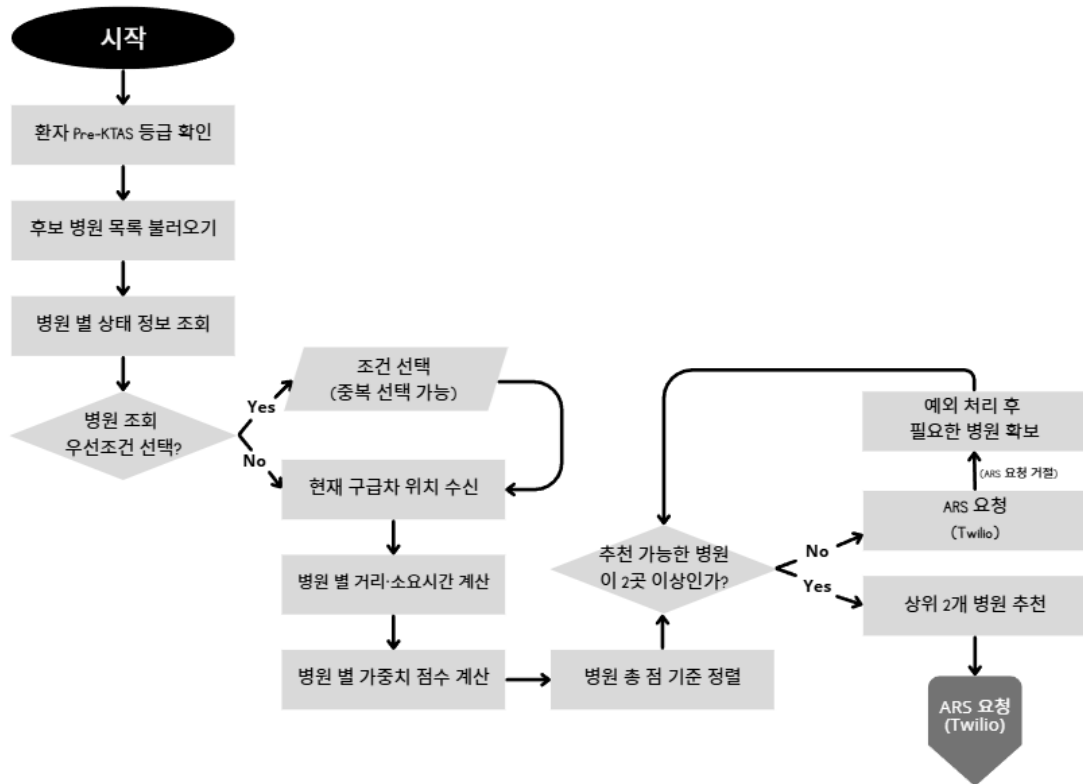 시작
환자 Pre-KTAS 등급 확인
후보 병원 목록 불러오기
병원 별 상태 정보 조회
병원 조회
우선조건 선택?
Yes
No
조건 선택
(중복 선택 가능)
현재 구급차 위치 수신
병원 별 거리·소요시간 계산
병원 별 가중치 점수 계산
병원 총 점 기준 정렬
추천 가능한 병원
이 2곳 이상인가?
No
Yes
ARS 요청
(Twilio)
(ARS 요청 거절)
예외 처리 후
필요한 병원 확보
상위 2개 병원 추천
ARS 요청
(Twilio)